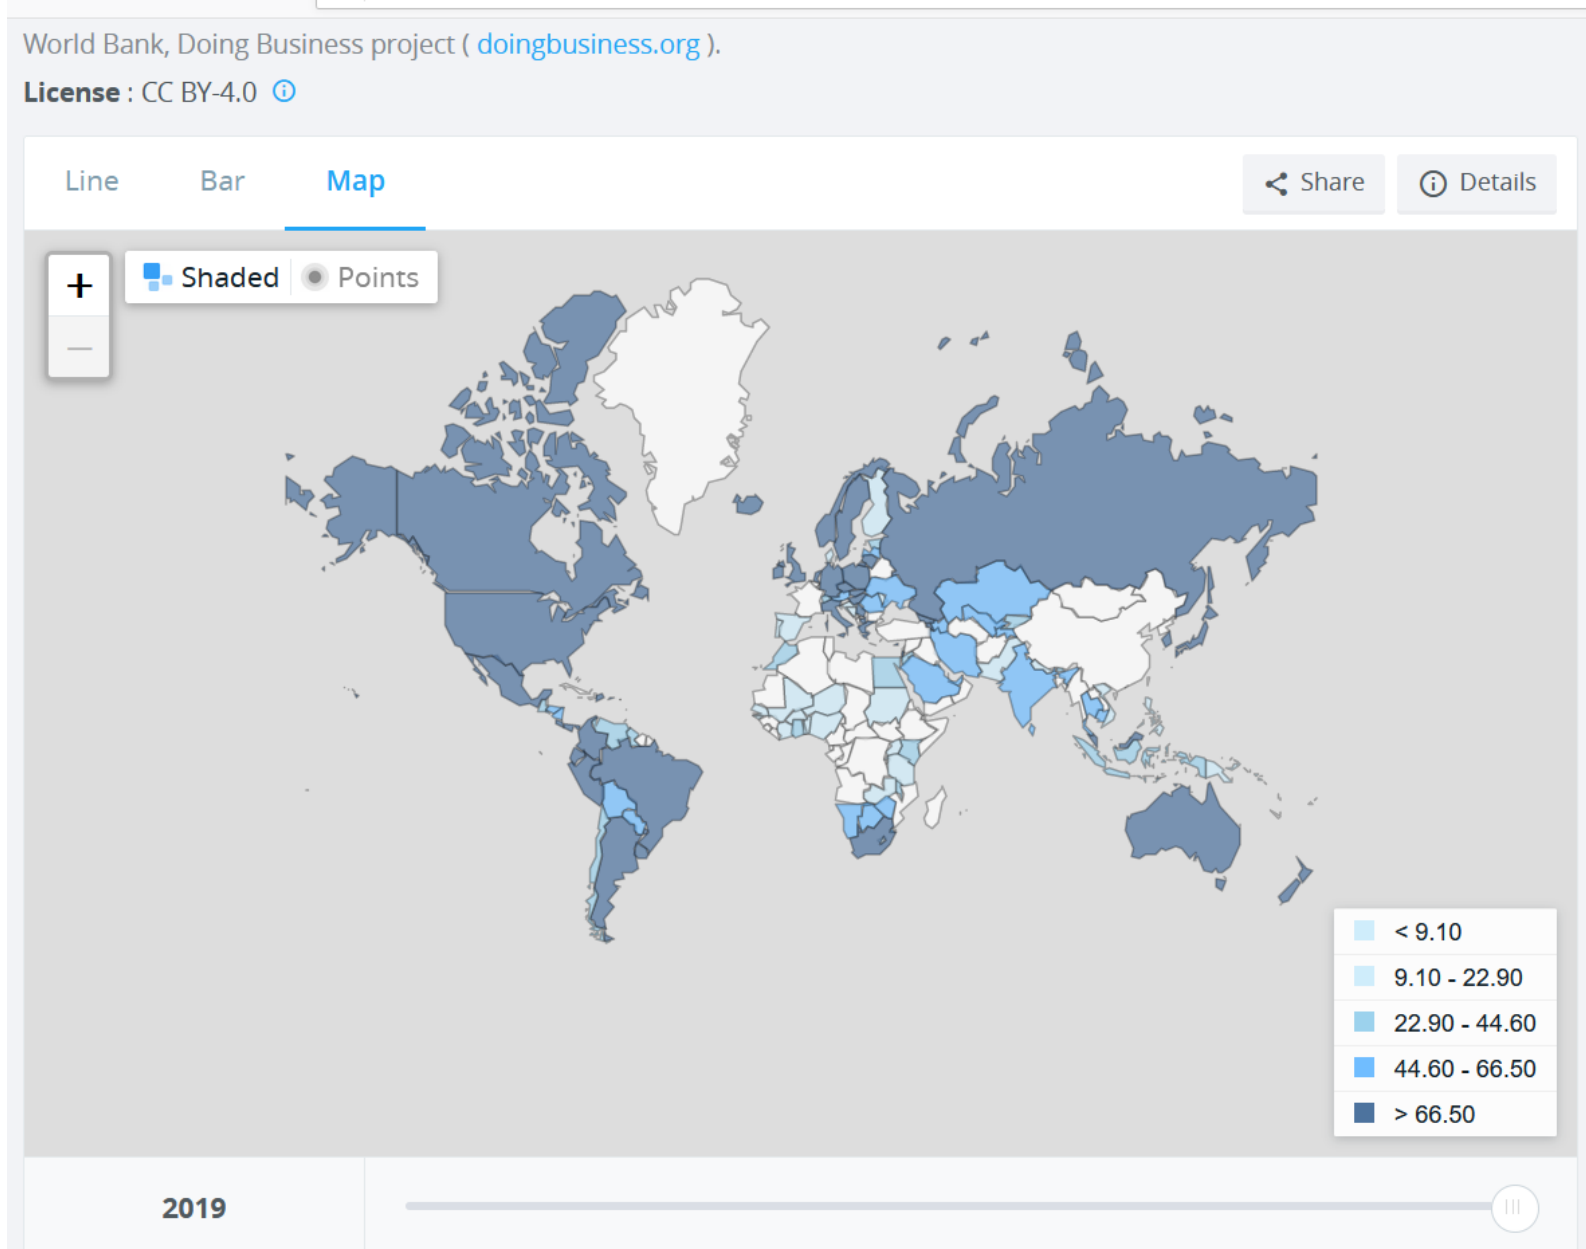 World Bank, Doing Business project ( doingbusiness.org ).
License : CC BY-4.0
Line Bar Map Share Details
+ Shaded Points
−
< 9.10
9.10 - 22.90
22.90 - 44.60
44.60 - 66.50
> 66.50
2019